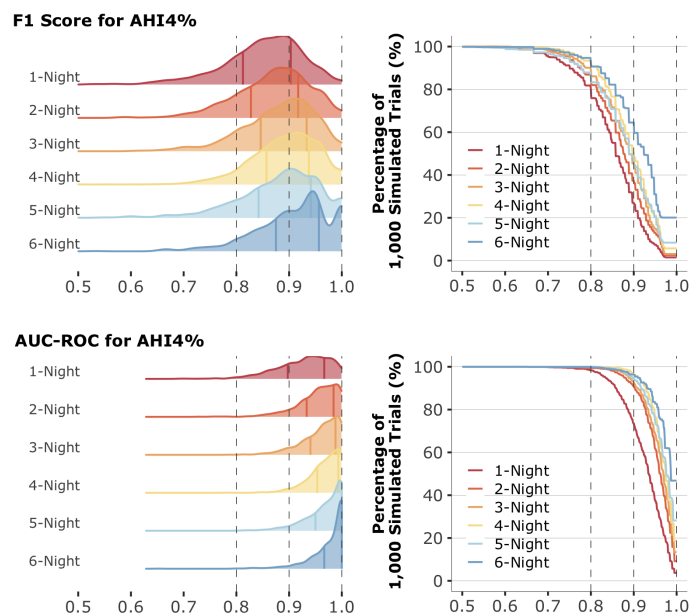 F1 Score for AHI4%
1-Night
2-Night
3-Night
4-Night
5-Night
6-Night
0.5 0.6 0.7 0.8 0.9 1.0
Percentage of
1,000 Simulated Trials (%)
100
80
60
40
20
0
1-Night
2-Night
3-Night
4-Night
5-Night
6-Night
0.5 0.6 0.7 0.8 0.9 1.0
AUC-ROC for AHI4%
1-Night
2-Night
3-Night
4-Night
5-Night
6-Night
0.5 0.6 0.7 0.8 0.9 1.0
Percentage of
1,000 Simulated Trials (%)
100
80
60
40
20
0
1-Night
2-Night
3-Night
4-Night
5-Night
6-Night
0.5 0.6 0.7 0.8 0.9 1.0